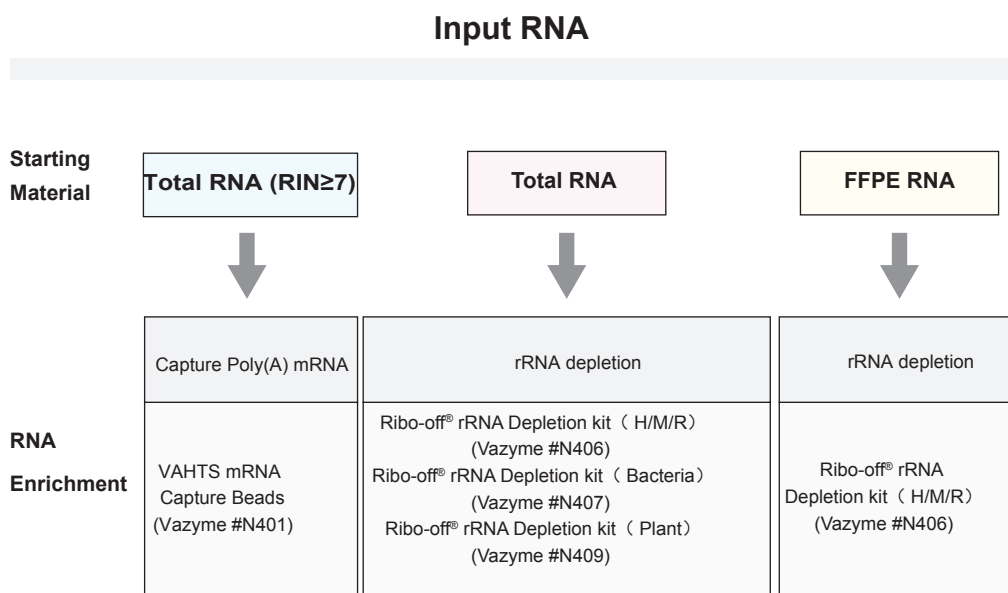 Input RNA
Starting
Material
Total RNA (RIN≥7)
Total RNA
FFPE RNA
Capture Poly(A) mRNA
rRNA depletion
rRNA depletion
RNA
Enrichment
VAHTS mRNA
Capture Beads
(Vazyme #N401)
Ribo-off® rRNA Depletion kit（ H/M/R）
(Vazyme #N406)
Ribo-off® rRNA Depletion kit（ Bacteria）
(Vazyme #N407)
Ribo-off® rRNA Depletion kit（ Plant）
(Vazyme #N409)
Ribo-off® rRNA
Depletion kit（ H/M/R）
(Vazyme #N406)